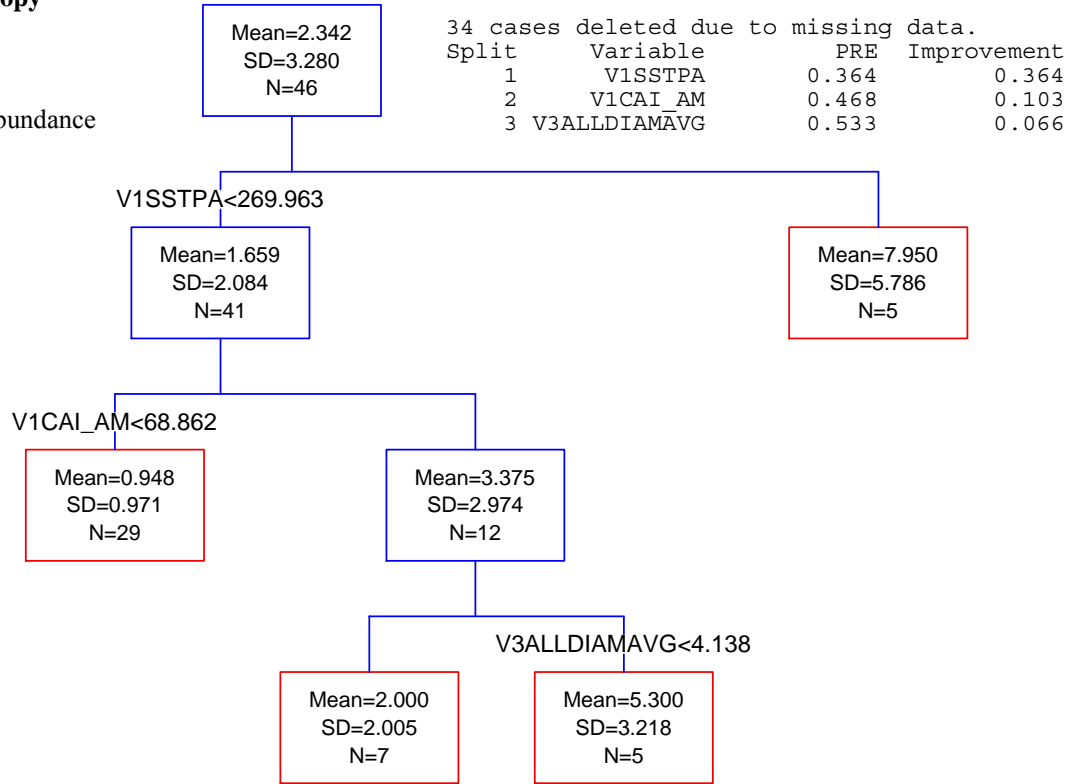 34 cases deleted due to missing data.
Split Variable PRE Improvement
1 V1SSTPA 0.364 0.364
2 V1CAI_AM 0.468 0.103
3 V3ALLDIAMAVG 0.533 0.066
Mean=2.342
SD=3.280
N=46
V1SSTPA<269.963
Mean=1.659
SD=2.084
N=41
Mean=7.950
SD=5.786
N=5
V1CAI_AM<68.862
Mean=0.948
SD=0.971
N=29
Mean=3.375
SD=2.974
N=12
V3ALLDIAMAVG<4.138
Mean=2.000
SD=2.005
N=7
Mean=5.300
SD=3.218
N=5